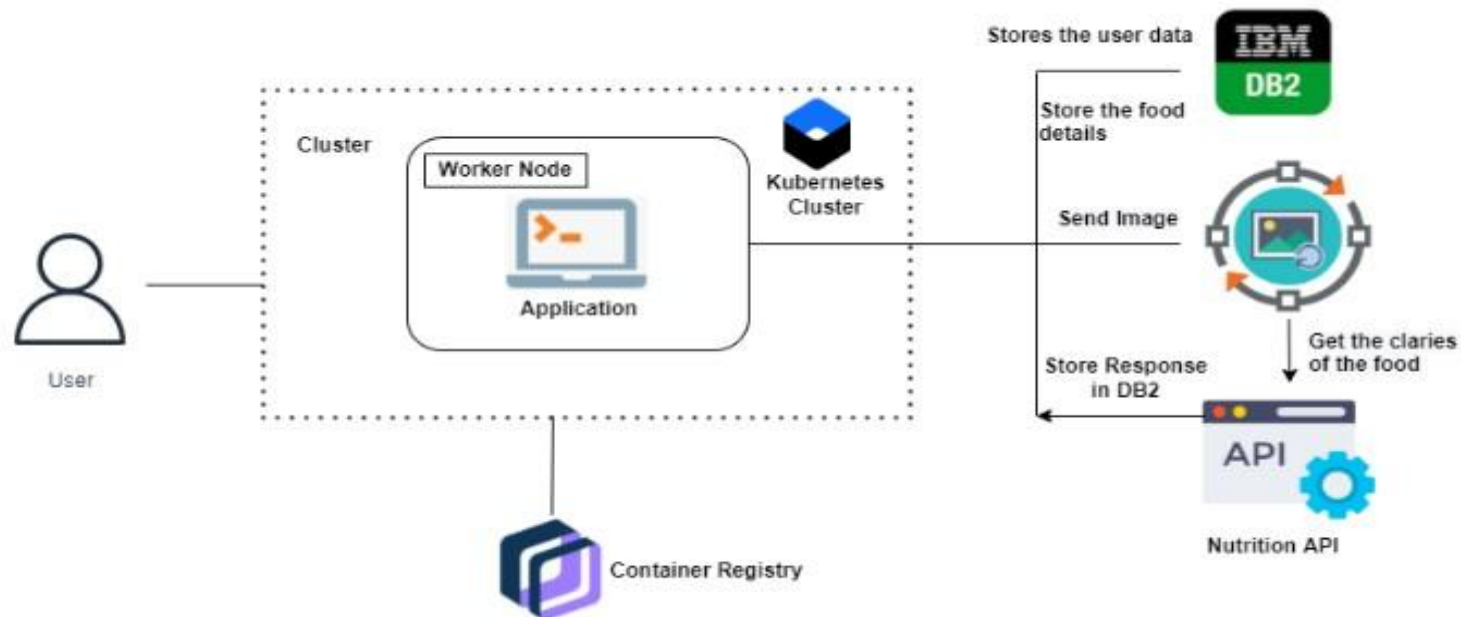 Stores the user data
IBM
DB2
Store the food
details
Cluster
Worker Node
Kubernetes
Cluster
Send Image
Application
User
Get the claries
of the food
Store Response
in DB2
API
Nutrition API
Container Registry